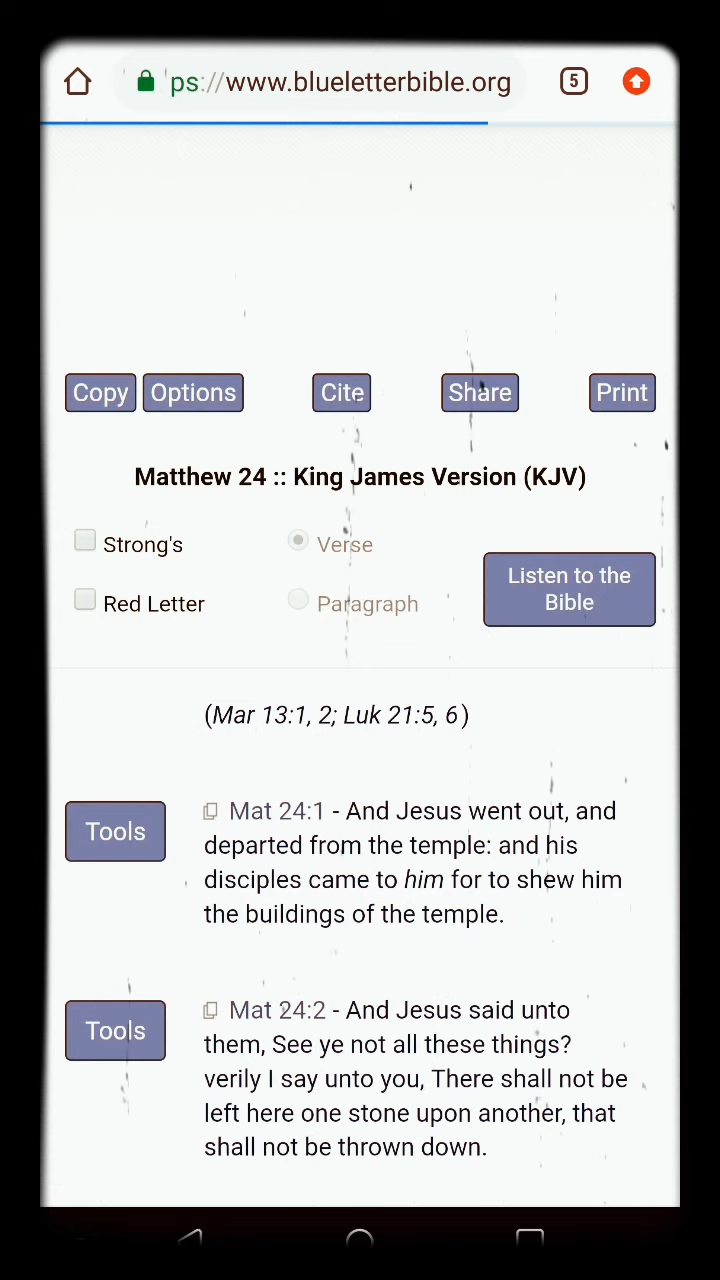 ps://www.blueletterbible.org
5
Copy Options Cite Share Print
Matthew 24 :: King James Version (KJV)
Strong's Verse
Listen to the
Bible
Red Letter Paragraph
(Mar 13:1, 2; Luk 21:5, 6)
Tools
Mat 24:1 - And Jesus went out, and
departed from the temple: and his
disciples came to him for to shew him
the buildings of the temple.
Tools
Mat 24:2 - And Jesus said unto
them, See ye not all these things?
verily I say unto you, There shall not be
left here one stone upon another, that
shall not be thrown down.